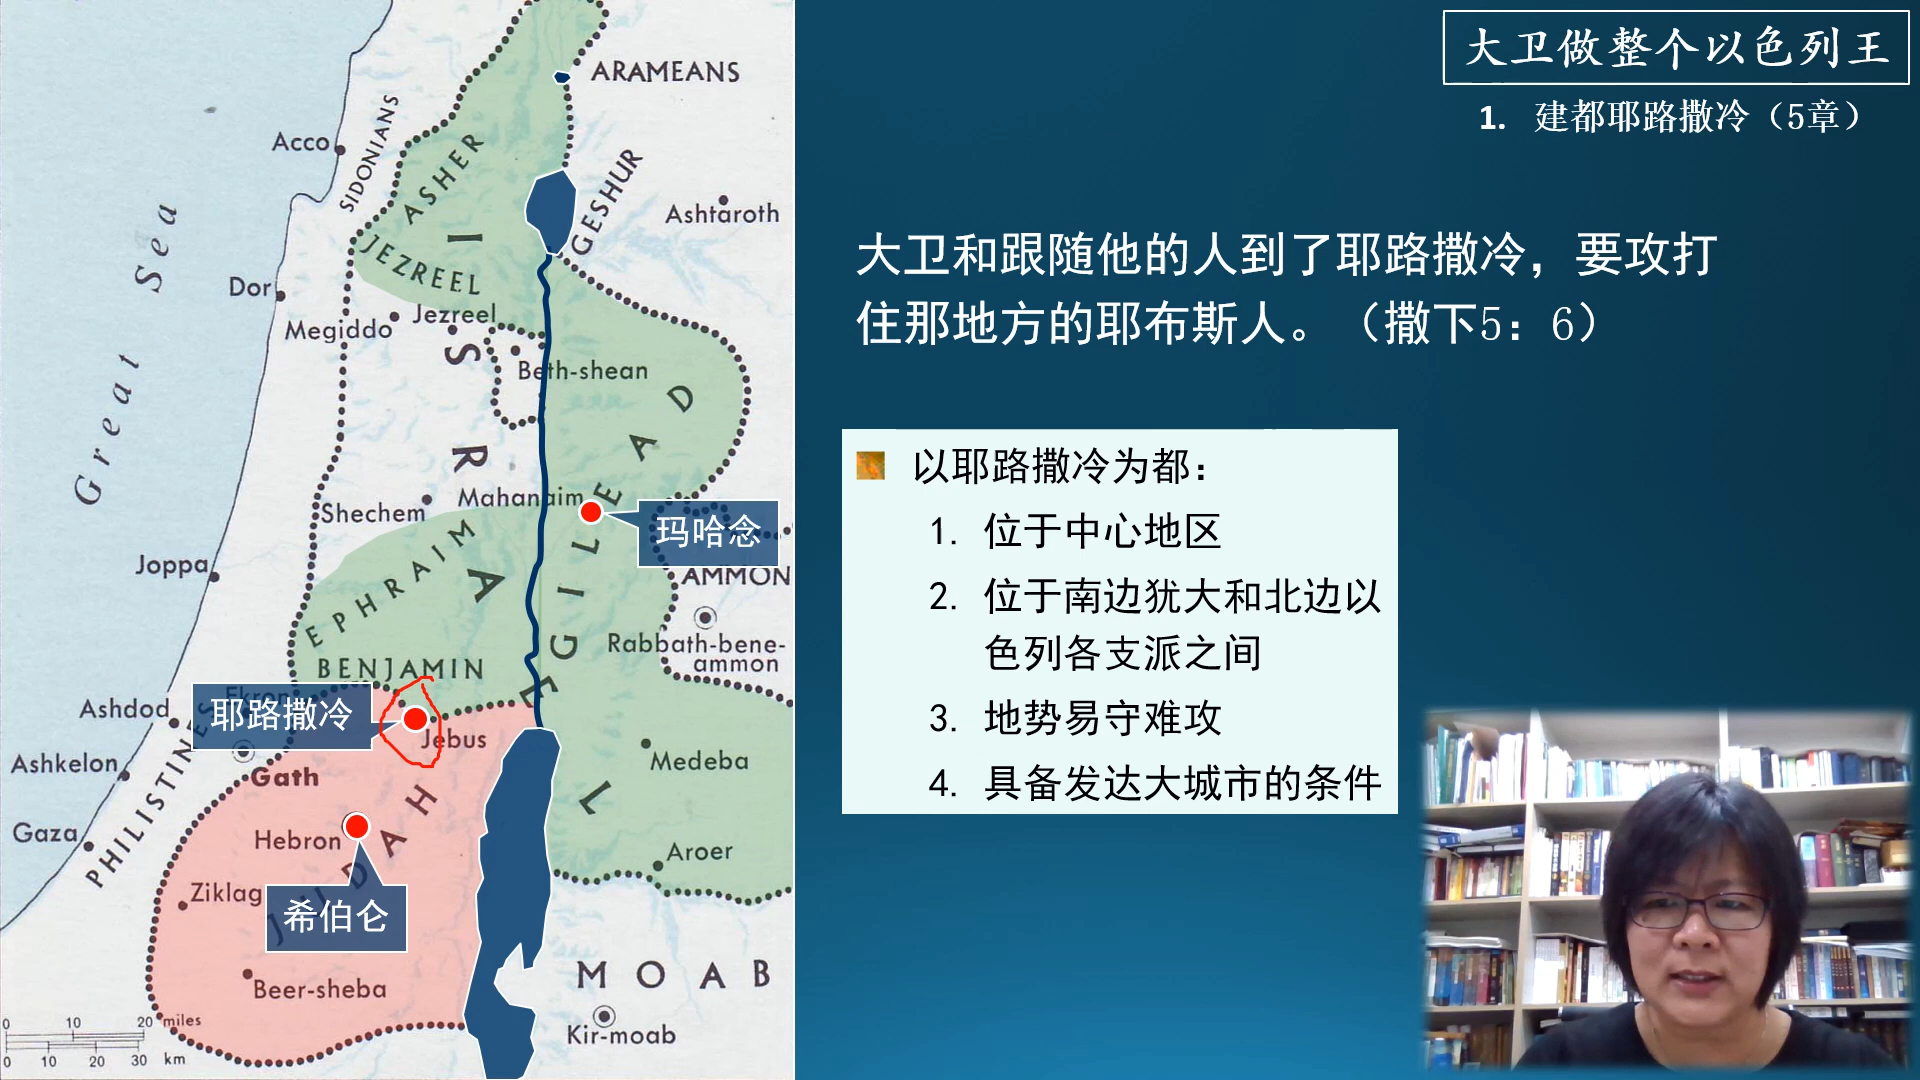 大卫做整个以色列王
1. 建都耶路撒冷（5章）
大卫和跟随他的人到了耶路撒冷，要攻打
住那地方的耶布斯人。（撒下5：6）
以耶路撒冷为都：
1. 位于中心地区
2. 位于南边犹大和北边以
色列各支派之间
3. 地势易守难攻
4. 具备发达大城市的条件
ARAMEANS
Acco
SIDONIANS
ASHER
GESHUR
Ashtaroth
Great Sea
JEZREEL
Dor
Jezreel
Megiddo
Beth-shean
ISRAEL
GILEAD
Mahanaim
玛哈念
Shechem
EPHRAIM
Joppa
AMMON
Rabbath-bene-
ammon
BENJAMIN
Ekron
Ashdod
耶路撒冷
Jebus
Gath
Medeba
Ashkelon
PHILISTINES
Hebron
JUDAH
Gaza
Aroer
Ziklag
希伯仑
Beer-sheba
MOAB
Kir-moab
0 10 20 miles
0 10 20 30 km